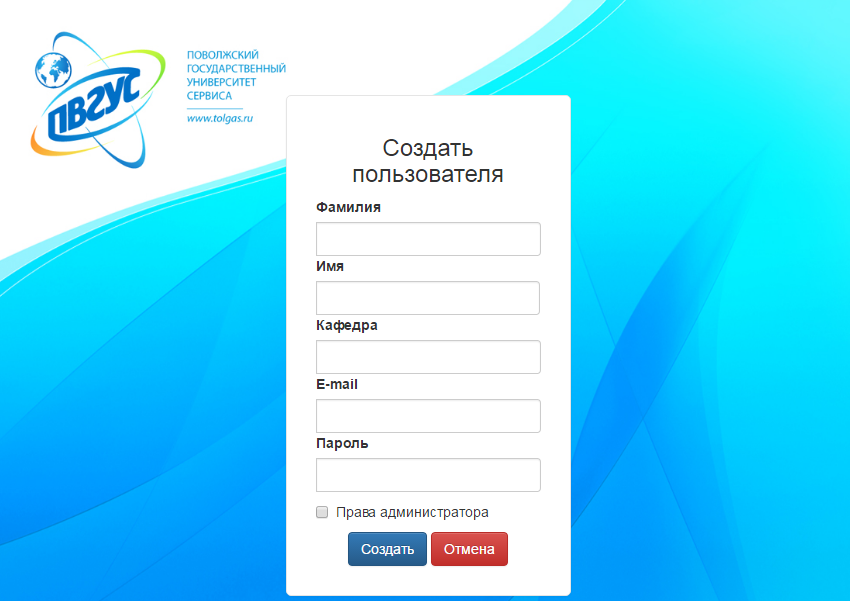 ПВГУС
ПОВОЛЖСКИЙ
ГОСУДАРСТВЕННЫЙ
УНИВЕРСИТЕТ
СЕРВИСА
www.tolgas.ru
Создать
пользователя
Фамилия
Имя
Кафедра
E-mail
Пароль
Права администратора
Создать Отмена